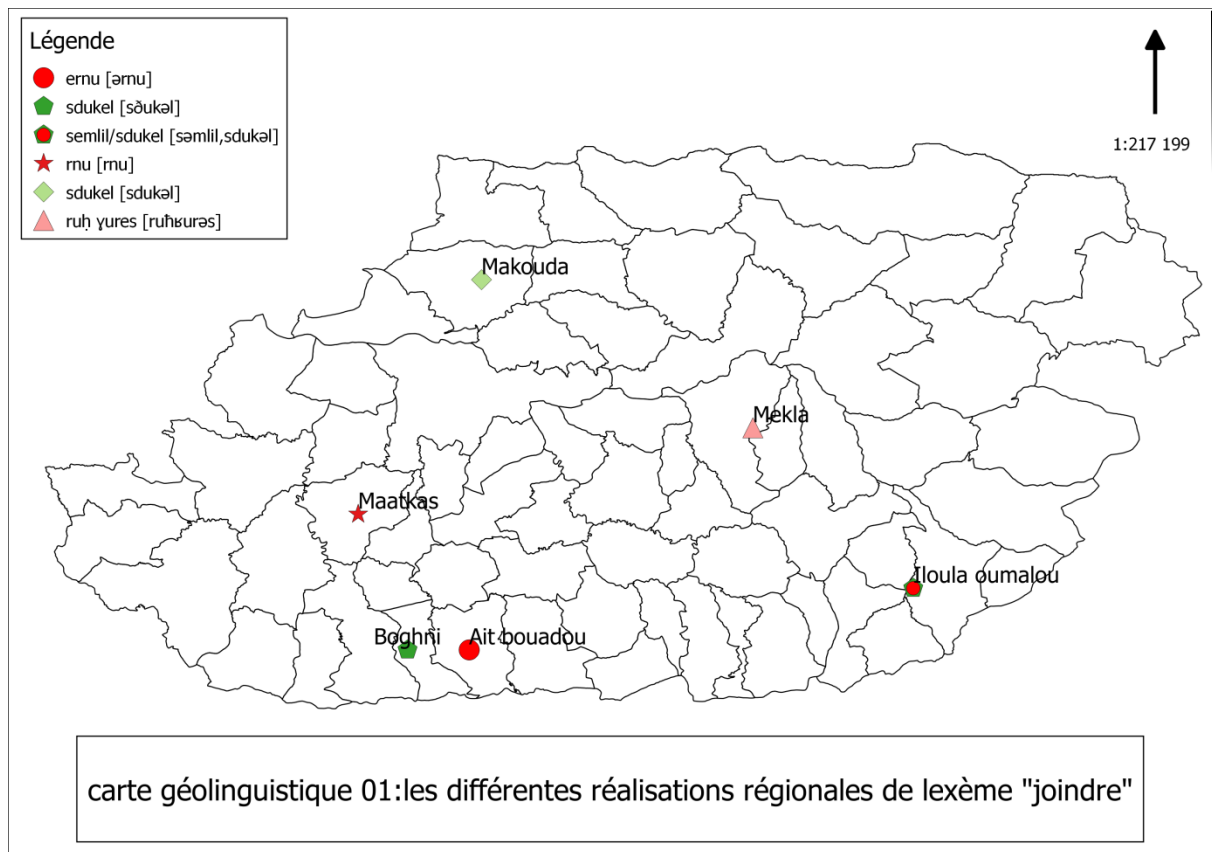 Légende
ernu [ərnu]
sdukel [sðukəl]
semlil/sdukel [səmlil,sdukəl]
rnu [rnu]
sdukel [sdukəl]
ruḥ ɣures [ruħʁurəs]
1:217 199
Makouda
Mekla
Maatkas
Iloula oumalou
Boghni
Ait bouadou
carte géolinguistique 01:les différentes réalisations régionales de lexème "joindre"